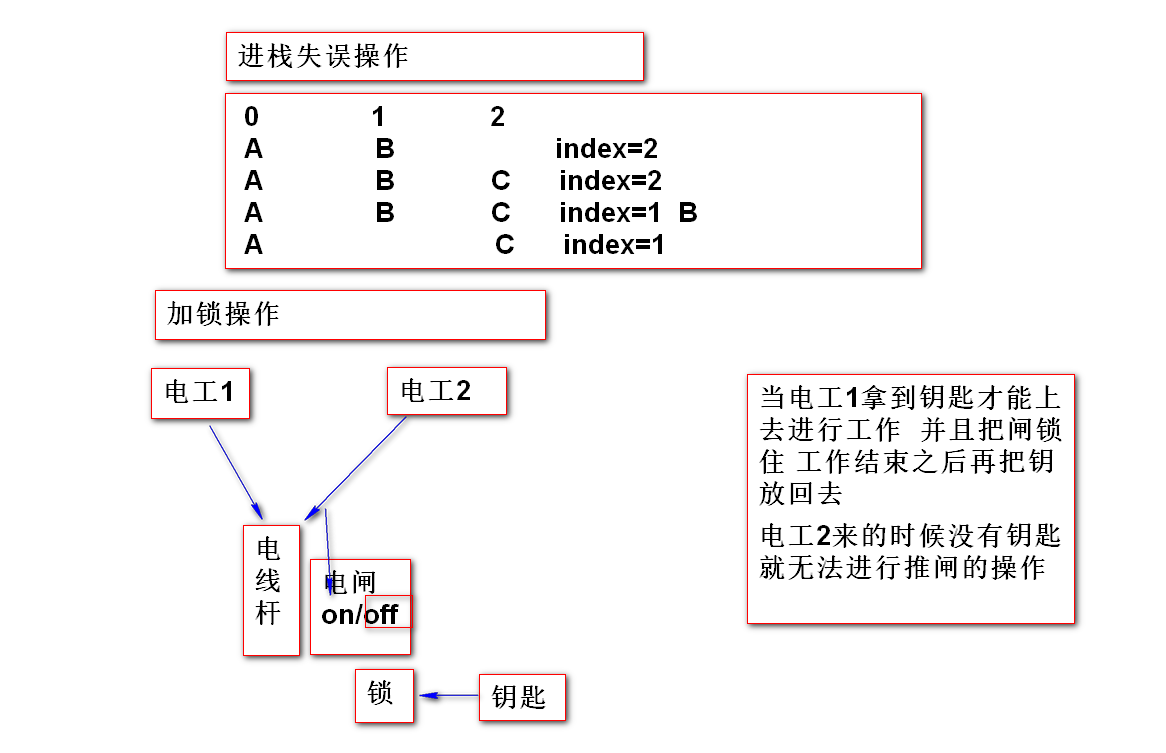 进栈失误操作
0 1 2
A B index=2
A B C index=2
A B C index=1 B
A C index=1
加锁操作
电工1
电工2
当电工1拿到钥匙才能上
去进行工作 并且把闸锁
住 工作结束之后再把钥
放回去
电工2来的时候没有钥匙
就无法进行推闸的操作
电
线
杆
电闸
on/off
锁
钥匙